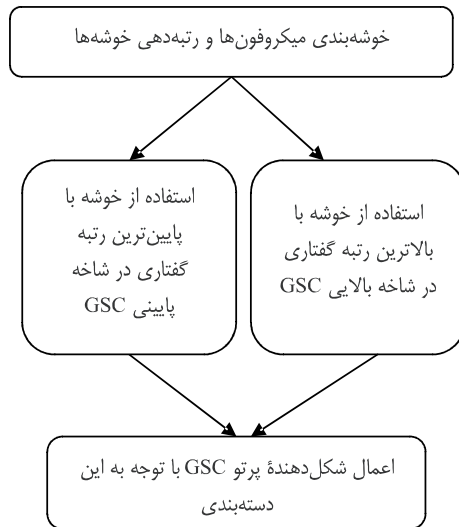 خوشه‌بندی میکروفون‌ها و رتبه‌دهی خوشه‌ها
استفاده از خوشه با
بالاترین رتبه گفتاری
در شاخه بالایی GSC
استفاده از خوشه با
پایین‌ترین رتبه
گفتاری در شاخه
پایینی GSC
اعمال شکل‌دهندهٔ پرتو GSC با توجه به این
دسته‌بندی